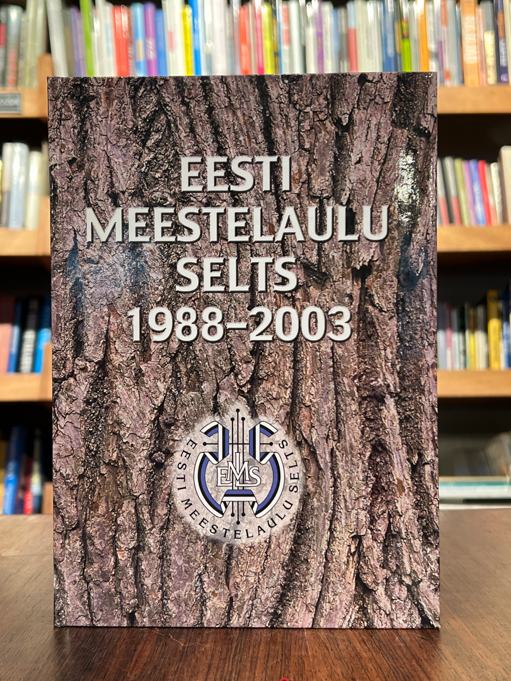 EESTI
MEESTELAULU
SELTS
1988–2003
EMS
EESTI MEESTELAULU SELTS